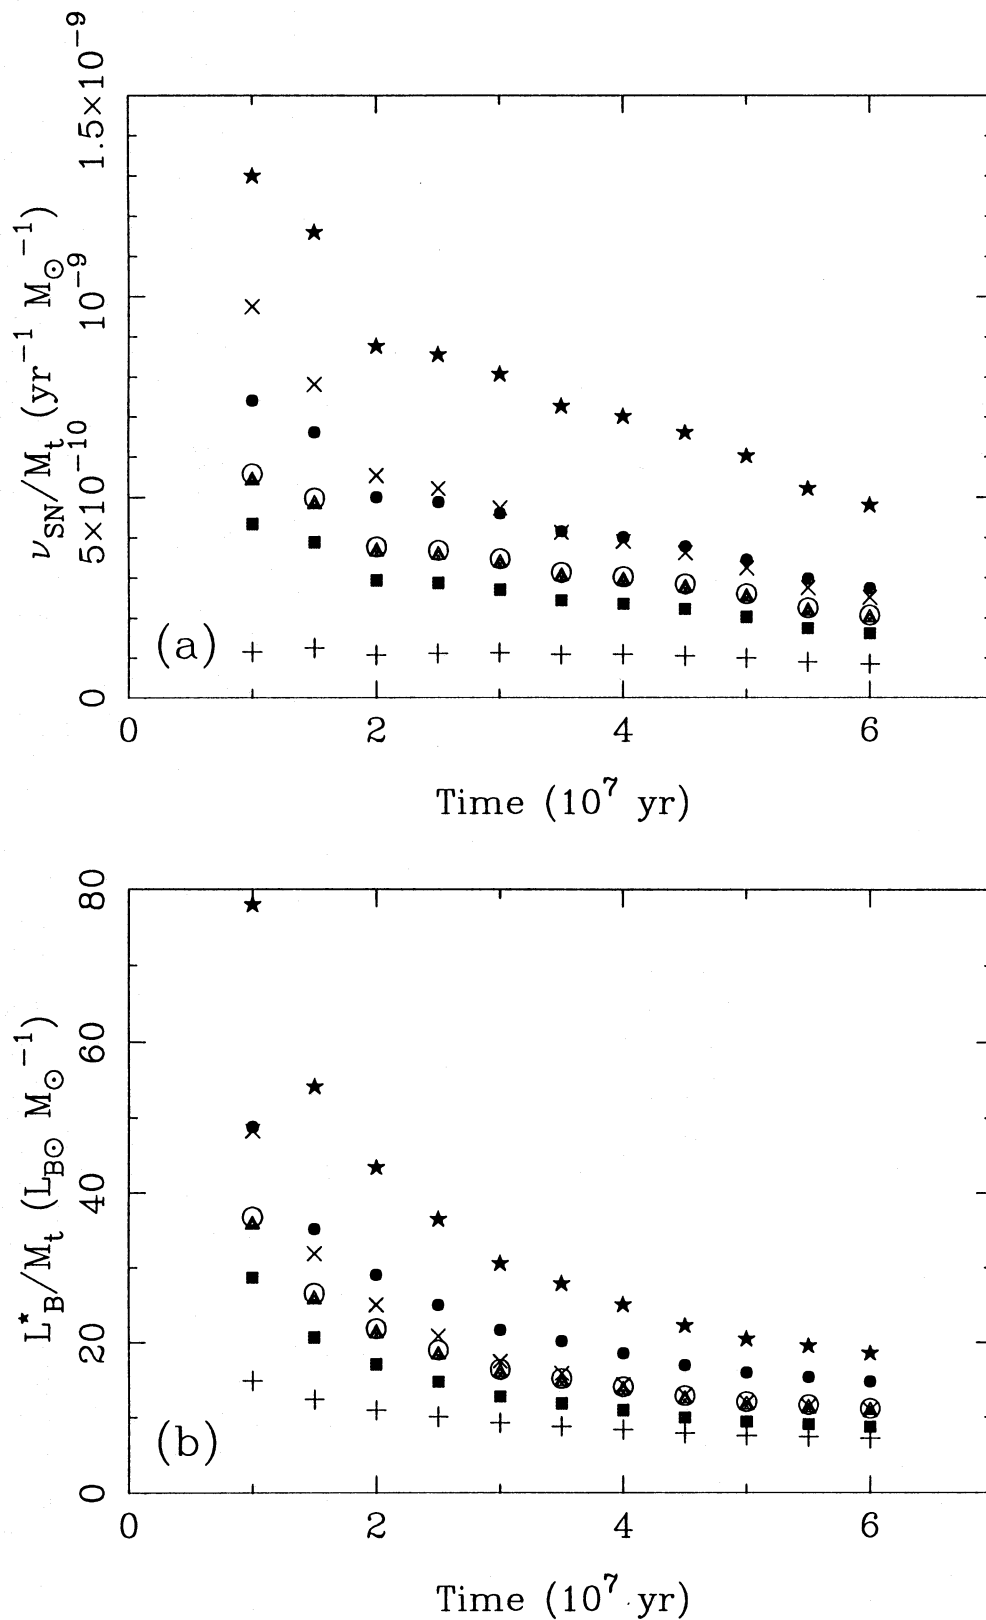 ν_SN/M_t (yr⁻¹ M_⊙⁻¹)
1.5×10⁻⁹
10⁻⁹
5×10⁻¹⁰
0
(a)
0 2 4 6
Time (10⁷ yr)
L*_B/M_t (L_B⊙ M_⊙⁻¹)
80
60
40
20
0
(b)
0 2 4 6
Time (10⁷ yr)